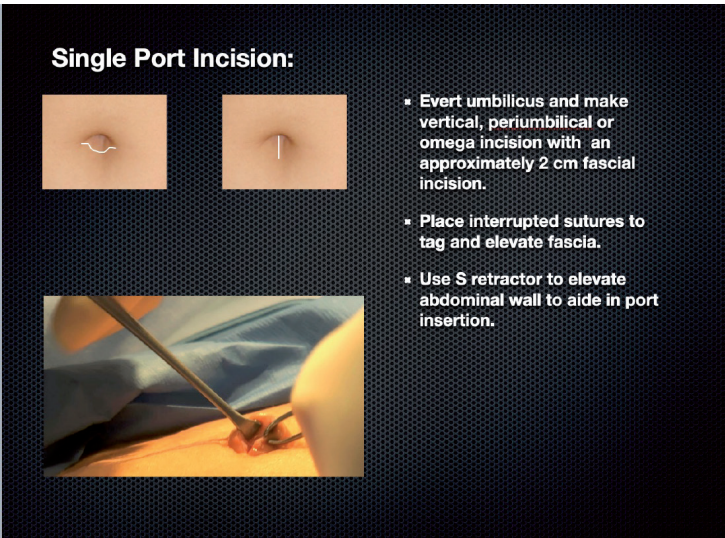 Single Port Incision:
Evert umbilicus and make
vertical, periumbilical or
omega incision with an
approximately 2 cm fascial
incision.
Place interrupted sutures to
tag and elevate fascia.
Use S retractor to elevate
abdominal wall to aide in port
insertion.